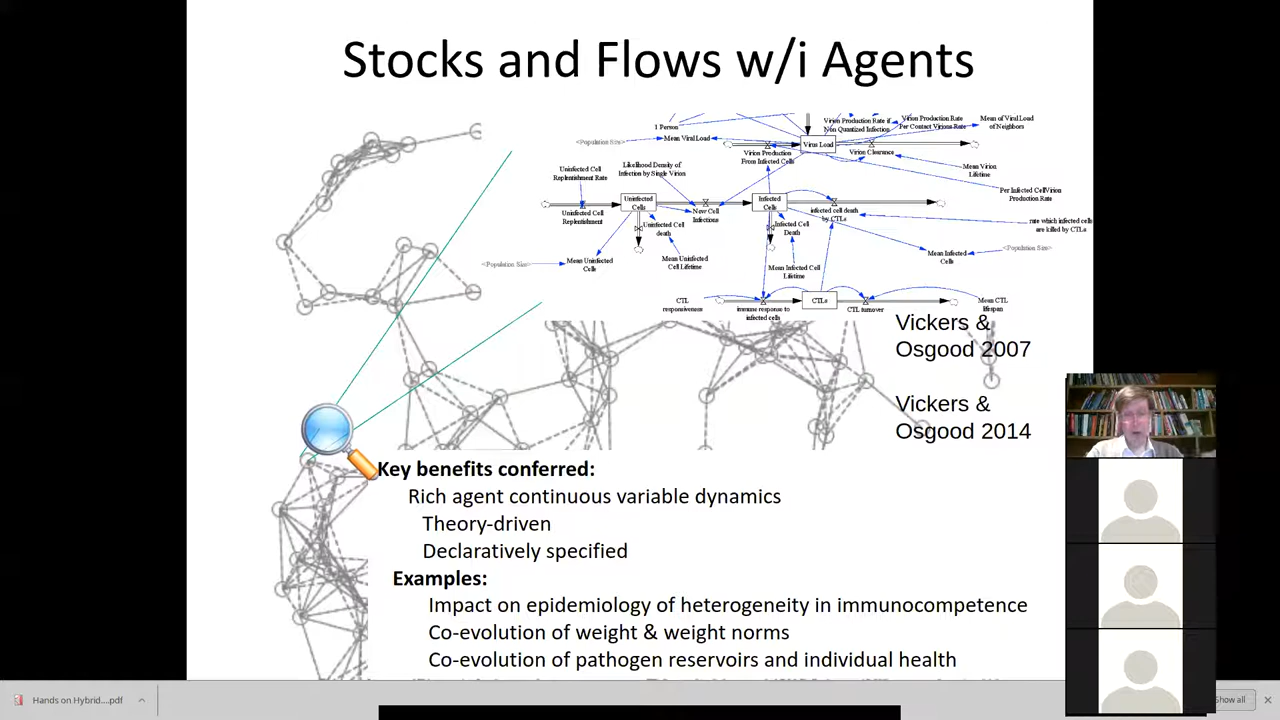 Stocks and Flows w/i Agents
1 Person
Virion Production Rate if
Non Quantized Infection
Virion Production Rate
Per Contact Virions Rate
Mean of Viral Load
of Neighbors
<Population Size>
Mean Viral Load
Virus Load
Virion Production
From Infected Cells
Virion Clearance
Mean Virion
Lifetime
Uninfected Cell
Replenishment Rate
Likelihood Density of
Infection by Single Virion
Per Infected Cell Virion
Production Rate
Uninfected
Cells
Infected
Cells
Uninfected Cell
Replenishment
New Cell
Infections
infected cell death
by CTLs
rate which infected cells
are killed by CTLs
Uninfected Cell
death
Infected Cell
Death
<Population Size>
Mean Uninfected
Cells
Mean Uninfected
Cell Lifetime
Mean Infected Cell
Lifetime
Mean Infected
Cells
<Population Size>
CTL
responsiveness
immune response to
infected cells
CTLs
CTL turnover
Mean CTL
lifespan
Vickers &
Osgood 2007
Vickers &
Osgood 2014
Key benefits conferred:
Rich agent continuous variable dynamics
Theory-driven
Declaratively specified
Examples:
Impact on epidemiology of heterogeneity in immunocompetence
Co-evolution of weight & weight norms
Co-evolution of pathogen reservoirs and individual health
Hands on Hybrid....pdf
Show all